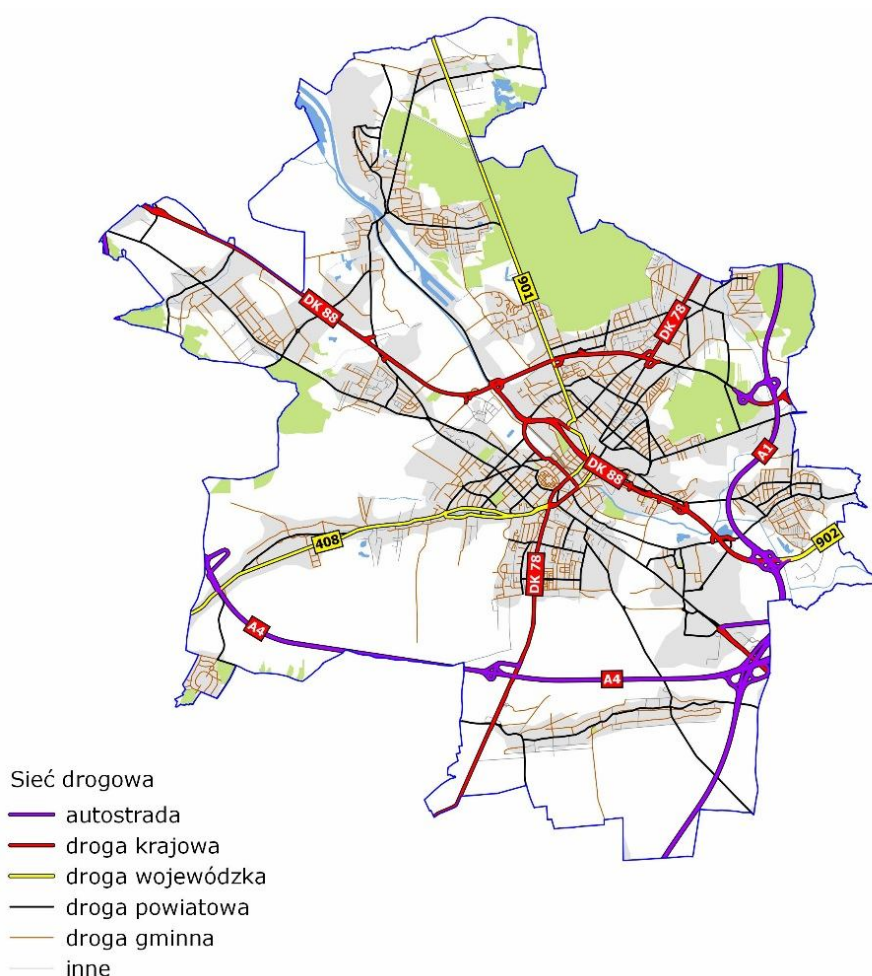 901
DK 78
DK 88
A1
DK 88
902
408
DK 78
A4
A4
Sieć drogowa
autostrada
droga krajowa
droga wojewódzka
droga powiatowa
droga gminna
inne